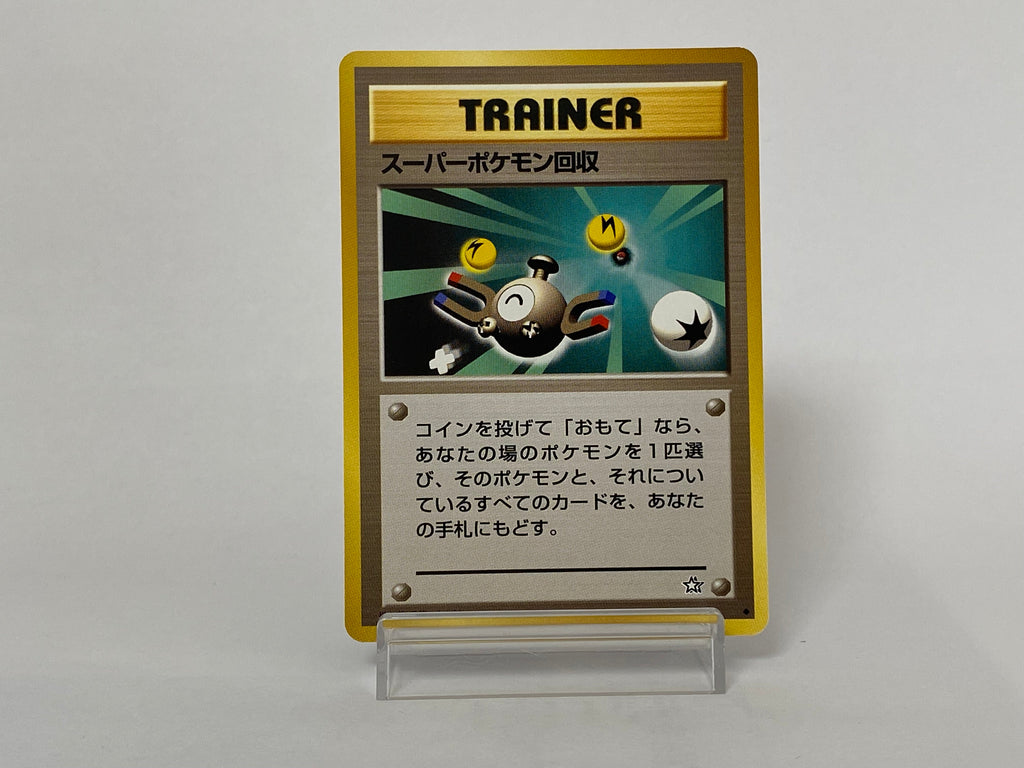 TRAINER
スーパーポケモン回収
コインを投げて「おもて」なら、
あなたの場のポケモンを1匹選
び、そのポケモンと、それについ
ているすべてのカードを、あなた
の手札にもどす。